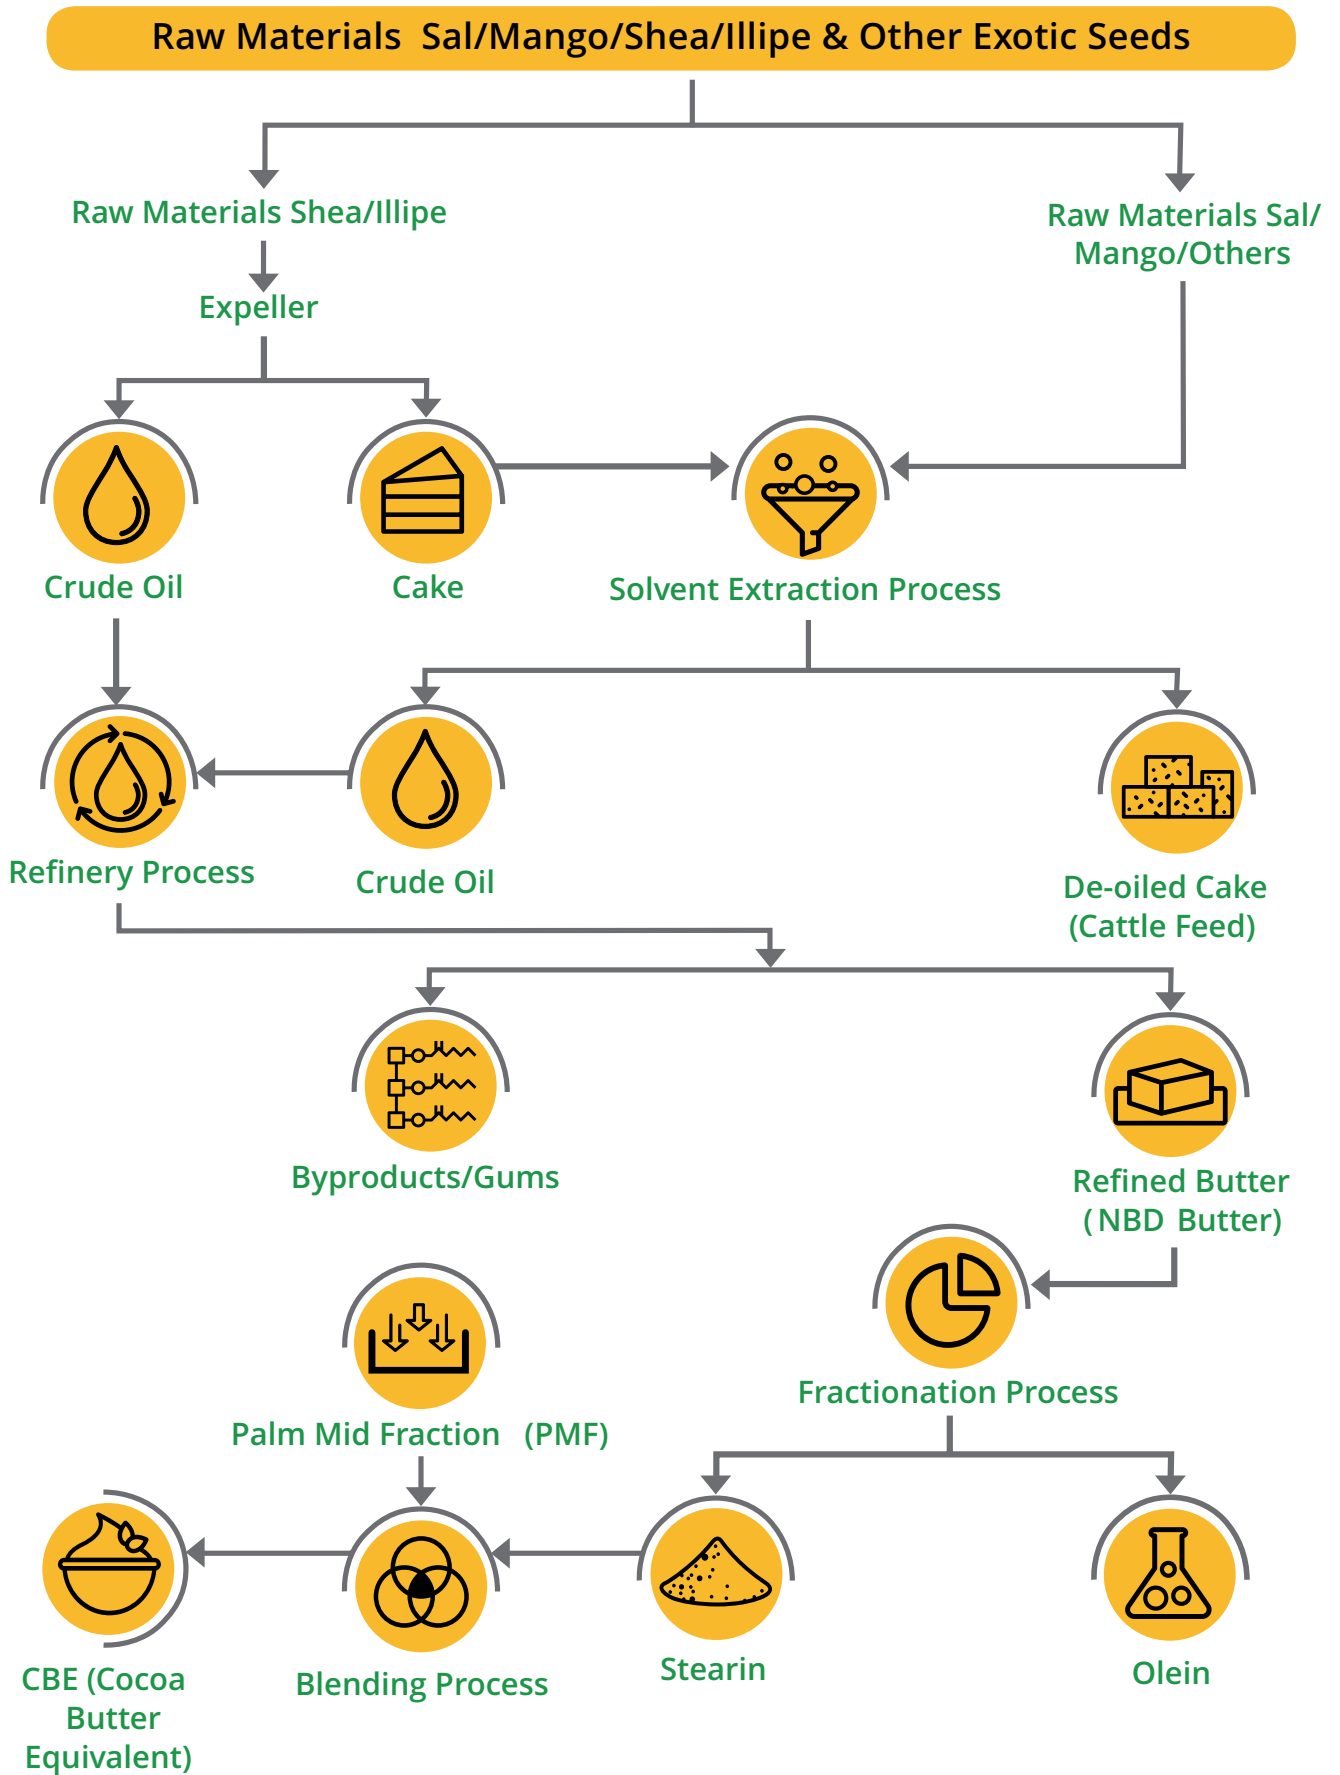 Raw Materials  Sal/Mango/Shea/Illipe & Other Exotic Seeds
Raw Materials Shea/Illipe
Raw Materials Sal/
Mango/Others
Expeller
Crude Oil
Cake
Solvent Extraction Process
Refinery Process
Crude Oil
De-oiled Cake
(Cattle Feed)
Byproducts/Gums
Refined Butter
(NBD Butter)
Fractionation Process
Palm Mid Fraction (PMF)
CBE (Cocoa
Butter
Equivalent)
Blending Process
Stearin
Olein